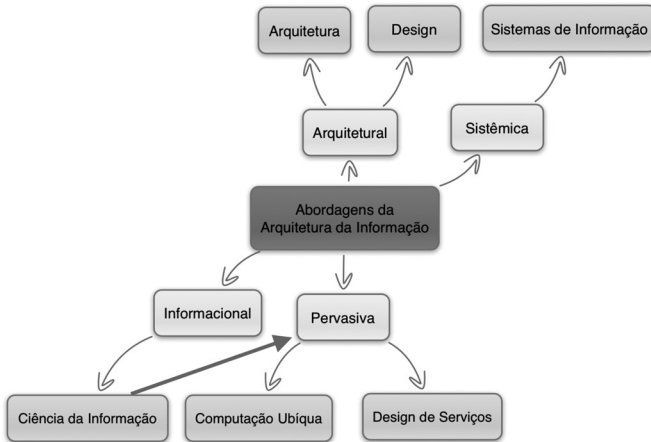 Arquitetura
Design
Sistemas de Informação
Arquitetural
Sistêmica
Abordagens da
Arquitetura da Informação
Informacional
Pervasiva
Ciência da Informação
Computação Ubíqua
Design de Serviços